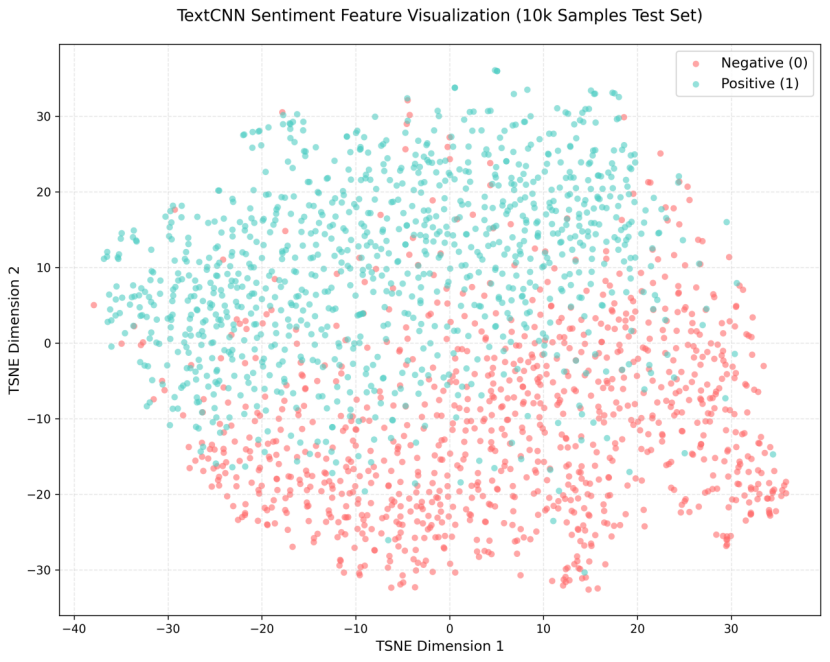 TextCNN Sentiment Feature Visualization (10k Samples Test Set)
Negative (0)
Positive (1)
TSNE Dimension 2
30
20
10
0
−10
−20
−30
−40 −30 −20 −10 0 10 20 30
TSNE Dimension 1